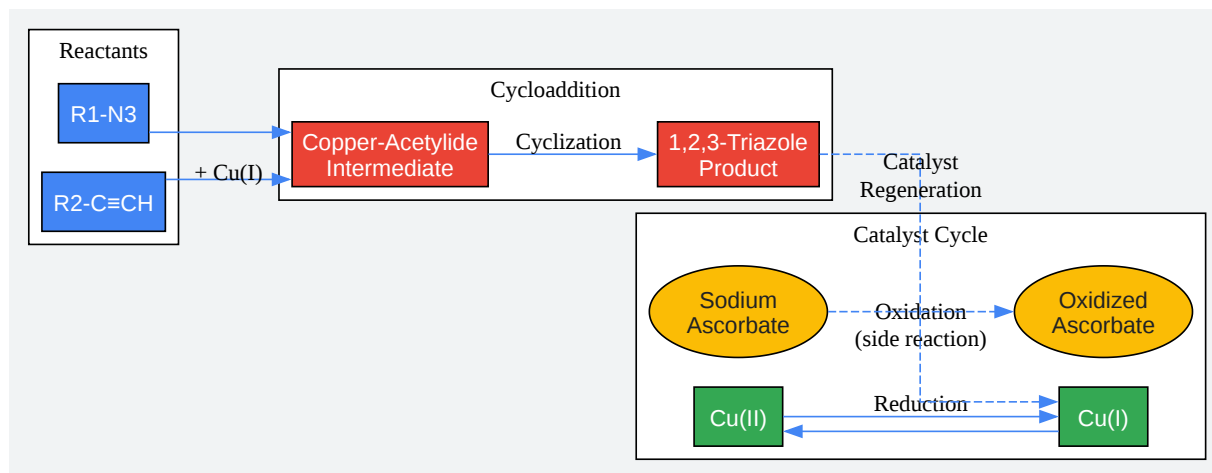 Reactants
R1-N3
R2-C≡CH
+ Cu(I)
Cycloaddition
Copper-Acetylide
Intermediate
Cyclization
1,2,3-Triazole
Product
Catalyst
Regeneration
Catalyst Cycle
Sodium
Ascorbate
Oxidation
(side reaction)
Oxidized
Ascorbate
Cu(II)
Reduction
Cu(I)